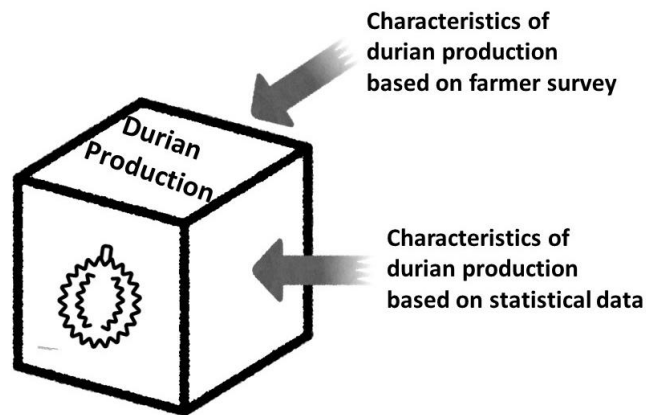 Characteristics of
durian production
based on farmer survey
Durian
Production
Characteristics of
durian production
based on statistical data